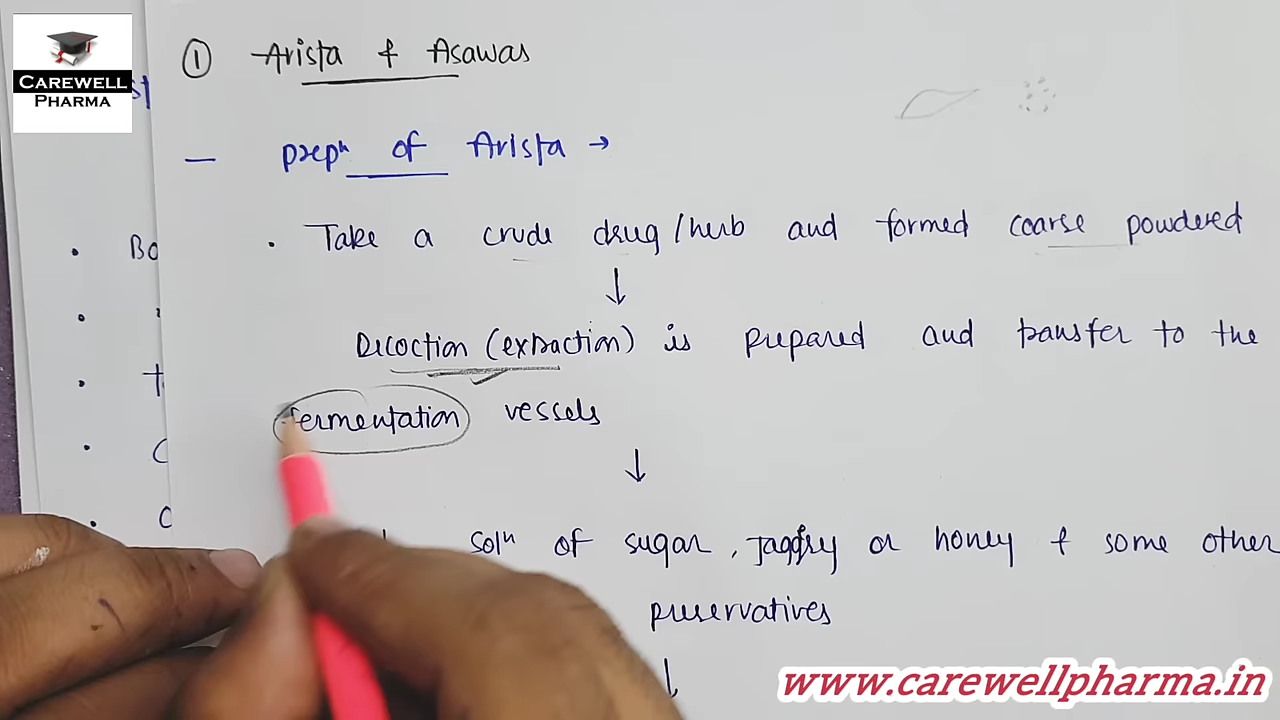 CAREWELL
PHARMA
① Arista & Asawas
— prepⁿ of Arista →
· Take a crude drug/herb and formed coarse powdered
↓
Decoction (extraction) is prepared and transfer to the
fermentation vessels
↓
solⁿ of sugar, Jaggry or honey & some other
preservatives
↓
www.carewellpharma.in